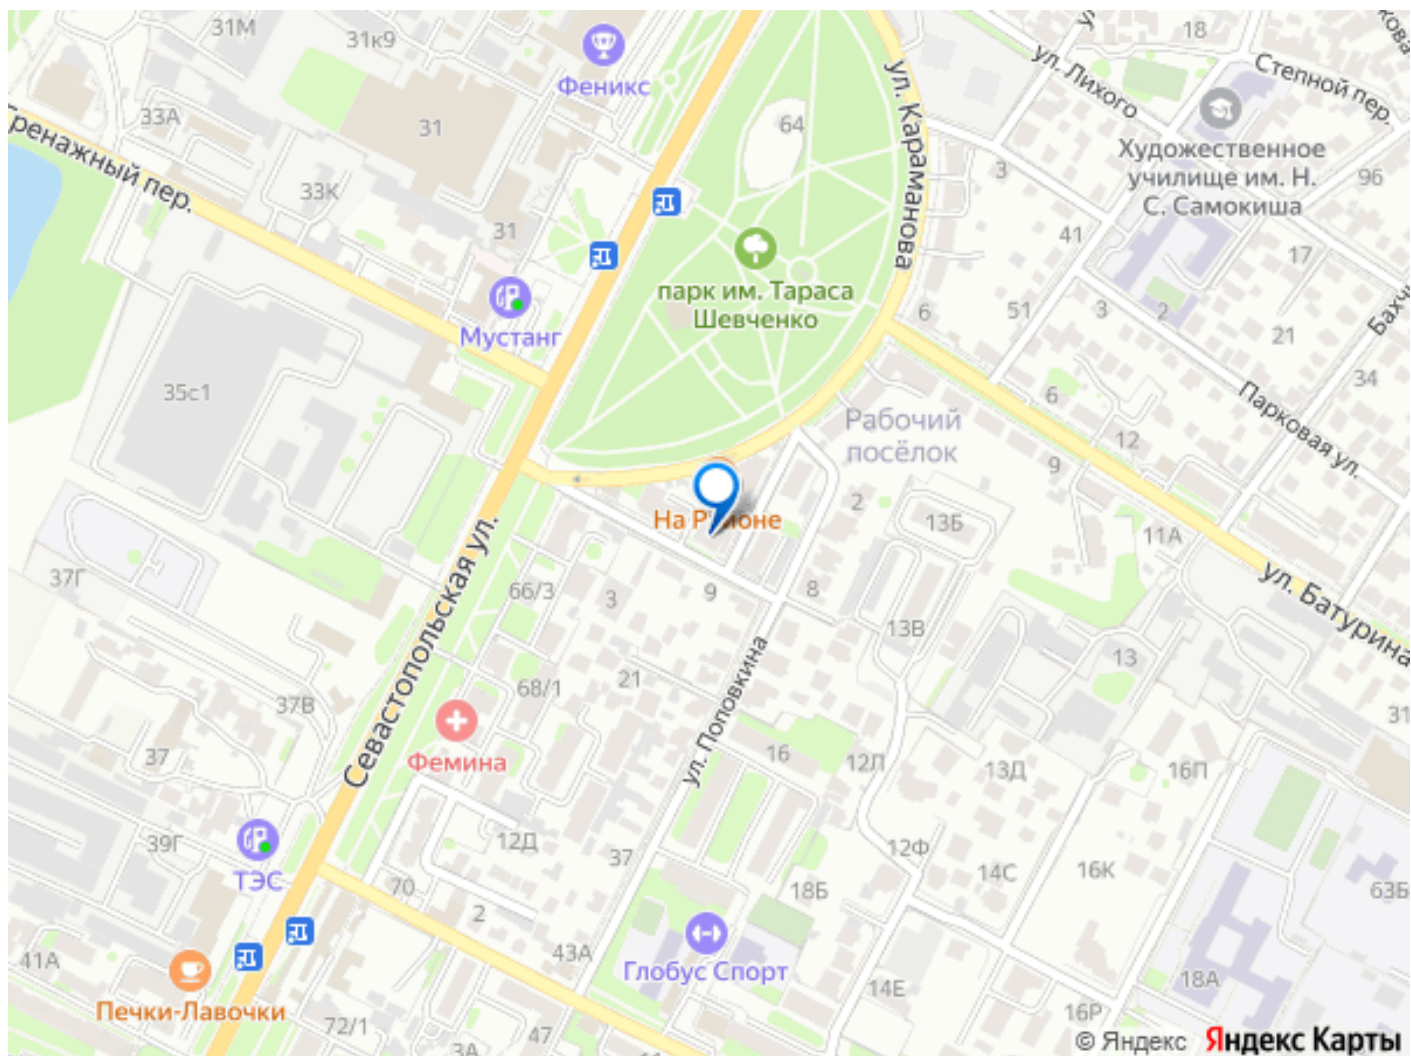 31М
31к9
Феникс
18
ул. Лихого
Степной пер.
ул. Караманова
33А
31
64
Художественное
училище им. Н.
С. Самокиша
96
3
33К
31
41
17
парк им. Тараса
Шевченко
Мустанг
6
51
3
2
21
34
35с1
Рабочий
посёлок
6
12
9
Парковая ул.
2
13Б
11А
На Р
оне
Севастопольская ул.
37Г
66/3
3
9
8
13В
ул. Батурина
13
21
68/1
37В
ул. Поповкина
31
37
Фемина
16
12Л
13Д
16П
39Г
ТЭС
12Д
37
12Ф
14С
16К
63Б
70
2
18Б
43А
Глобус Спорт
41А
Печки-Лавочки
14Е
18А
72/1
3А
47
16Р
© Яндекс Яндекс Карты